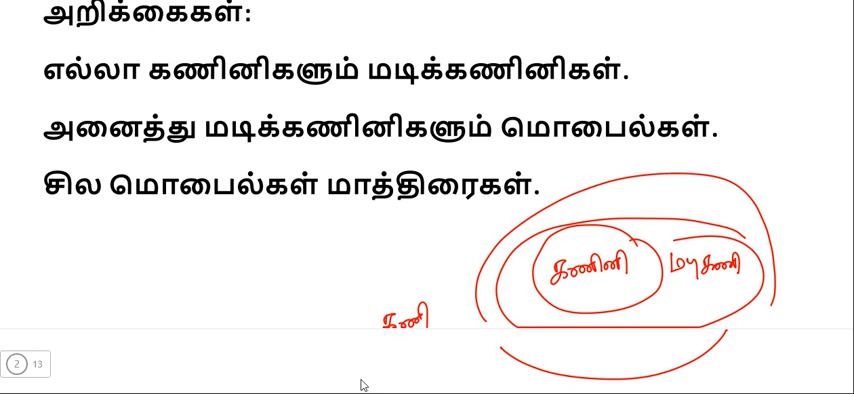 அறிக்கைகள்:
எல்லா கணினிகளும் மடிக்கணினிகள்.
அனைத்து மடிக்கணினிகளும் மொபைல்கள்.
சில மொபைல்கள் மாத்திரைகள்.
கணினி
மடிகணி
கணி
2 13